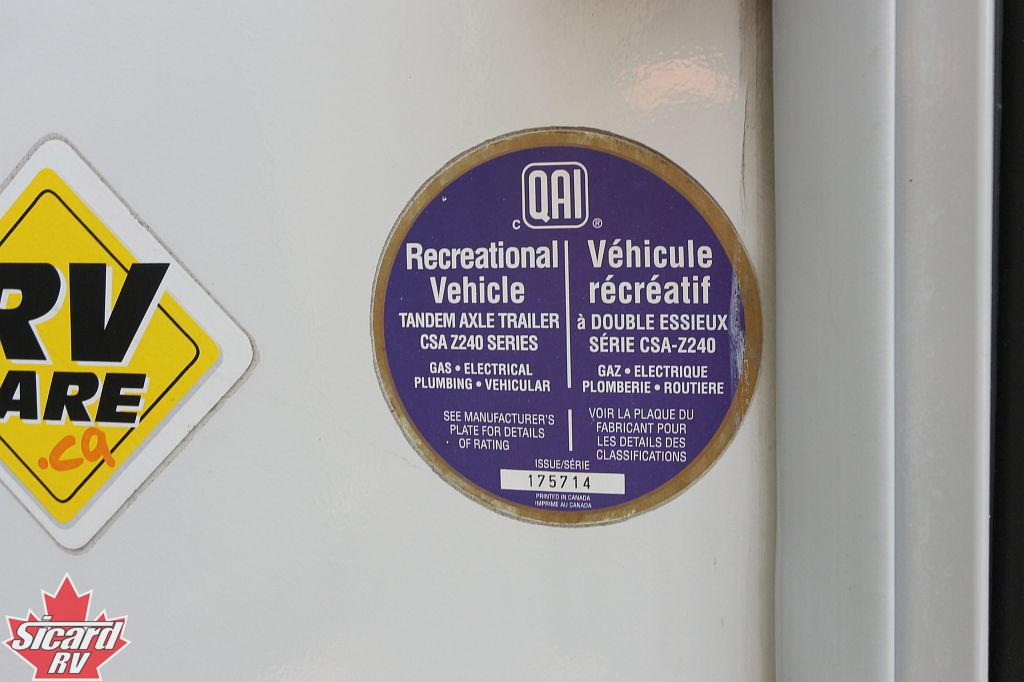 RV
ARE
.ca
QAI
c ®
Recreational
Vehicle
TANDEM AXLE TRAILER
CSA Z240 SERIES
GAS • ELECTRICAL
PLUMBING • VEHICULAR
SEE MANUFACTURER'S
PLATE FOR DETAILS
OF RATING
Véhicule
récréatif
à DOUBLE ESSIEUX
SÉRIE CSA-Z240
GAZ • ELECTRIQUE
PLOMBERIE • ROUTIERE
VOIR LA PLAQUE DU
FABRICANT POUR
LES DETAILS DES
CLASSIFICATIONS
ISSUE/SÉRIE
175714
PRINTED IN CANADA
IMPRIMÉ AU CANADA
Sicard
RV